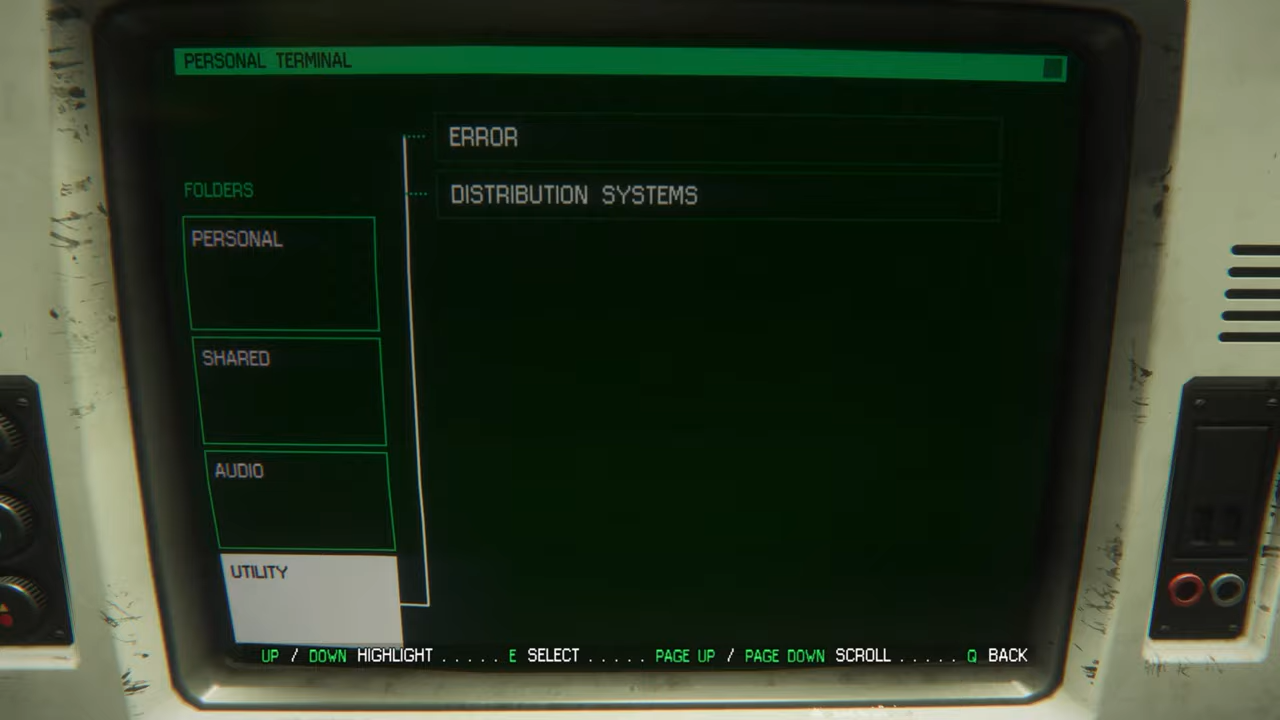 PERSONAL TERMINAL
ERROR
DISTRIBUTION SYSTEMS
FOLDERS
PERSONAL
SHARED
AUDIO
UTILITY
UP / DOWN HIGHLIGHT ..... E SELECT ..... PAGE UP / PAGE DOWN SCROLL ..... Q BACK